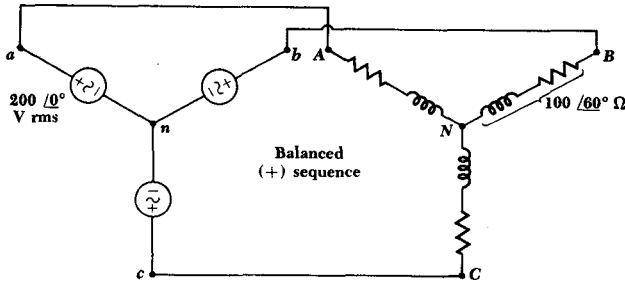 a
b
A
B
200 /0°
V rms
100 /60° Ω
n
N
Balanced
(+) sequence
c
C